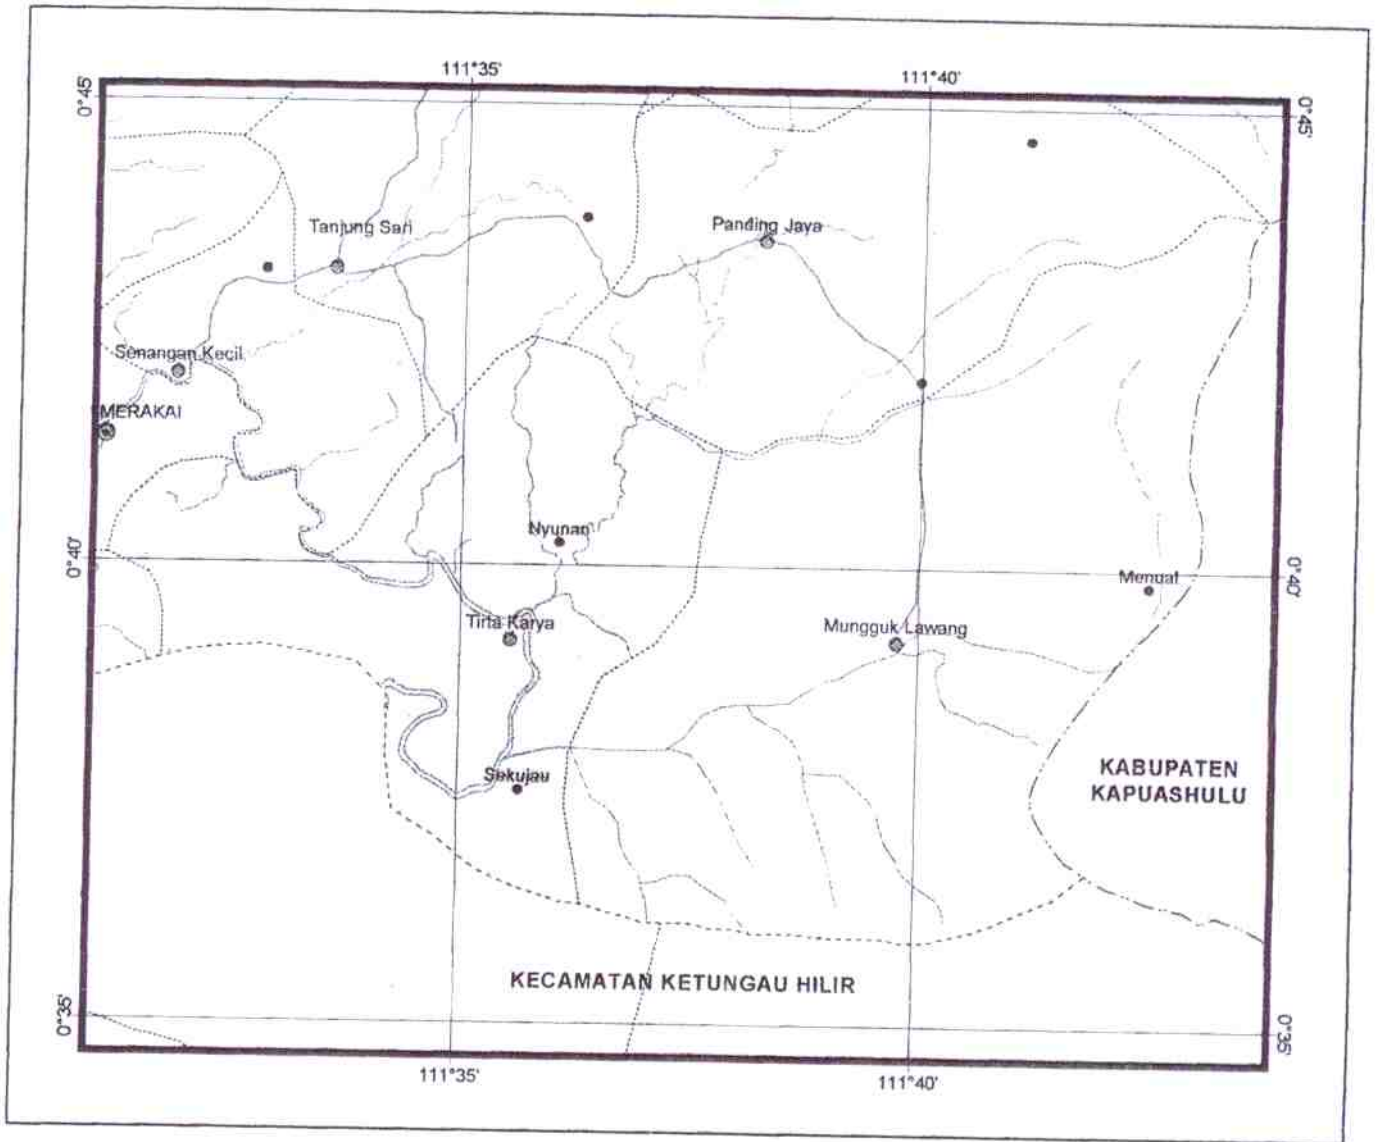 111°35'
111°40'
0°45'
0°45'
Tanjung Sari
Panding Jaya
Senangan Kecil
MERAKAI
Nyunan
0°40'
0°40'
Menual
Tirta Karya
Mungguk Lawang
Sekujau
KABUPATEN
KAPUASHULU
KECAMATAN KETUNGAU HILIR
0°35'
0°35'
111°35'
111°40'